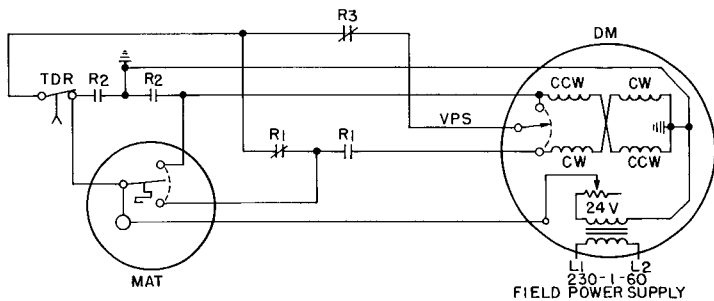 R3
DM
TDR
R2
R2
CCW
CW
VPS
R1
R1
CW
CCW
24V
L1
L2
230-1-60
FIELD POWER SUPPLY
MAT